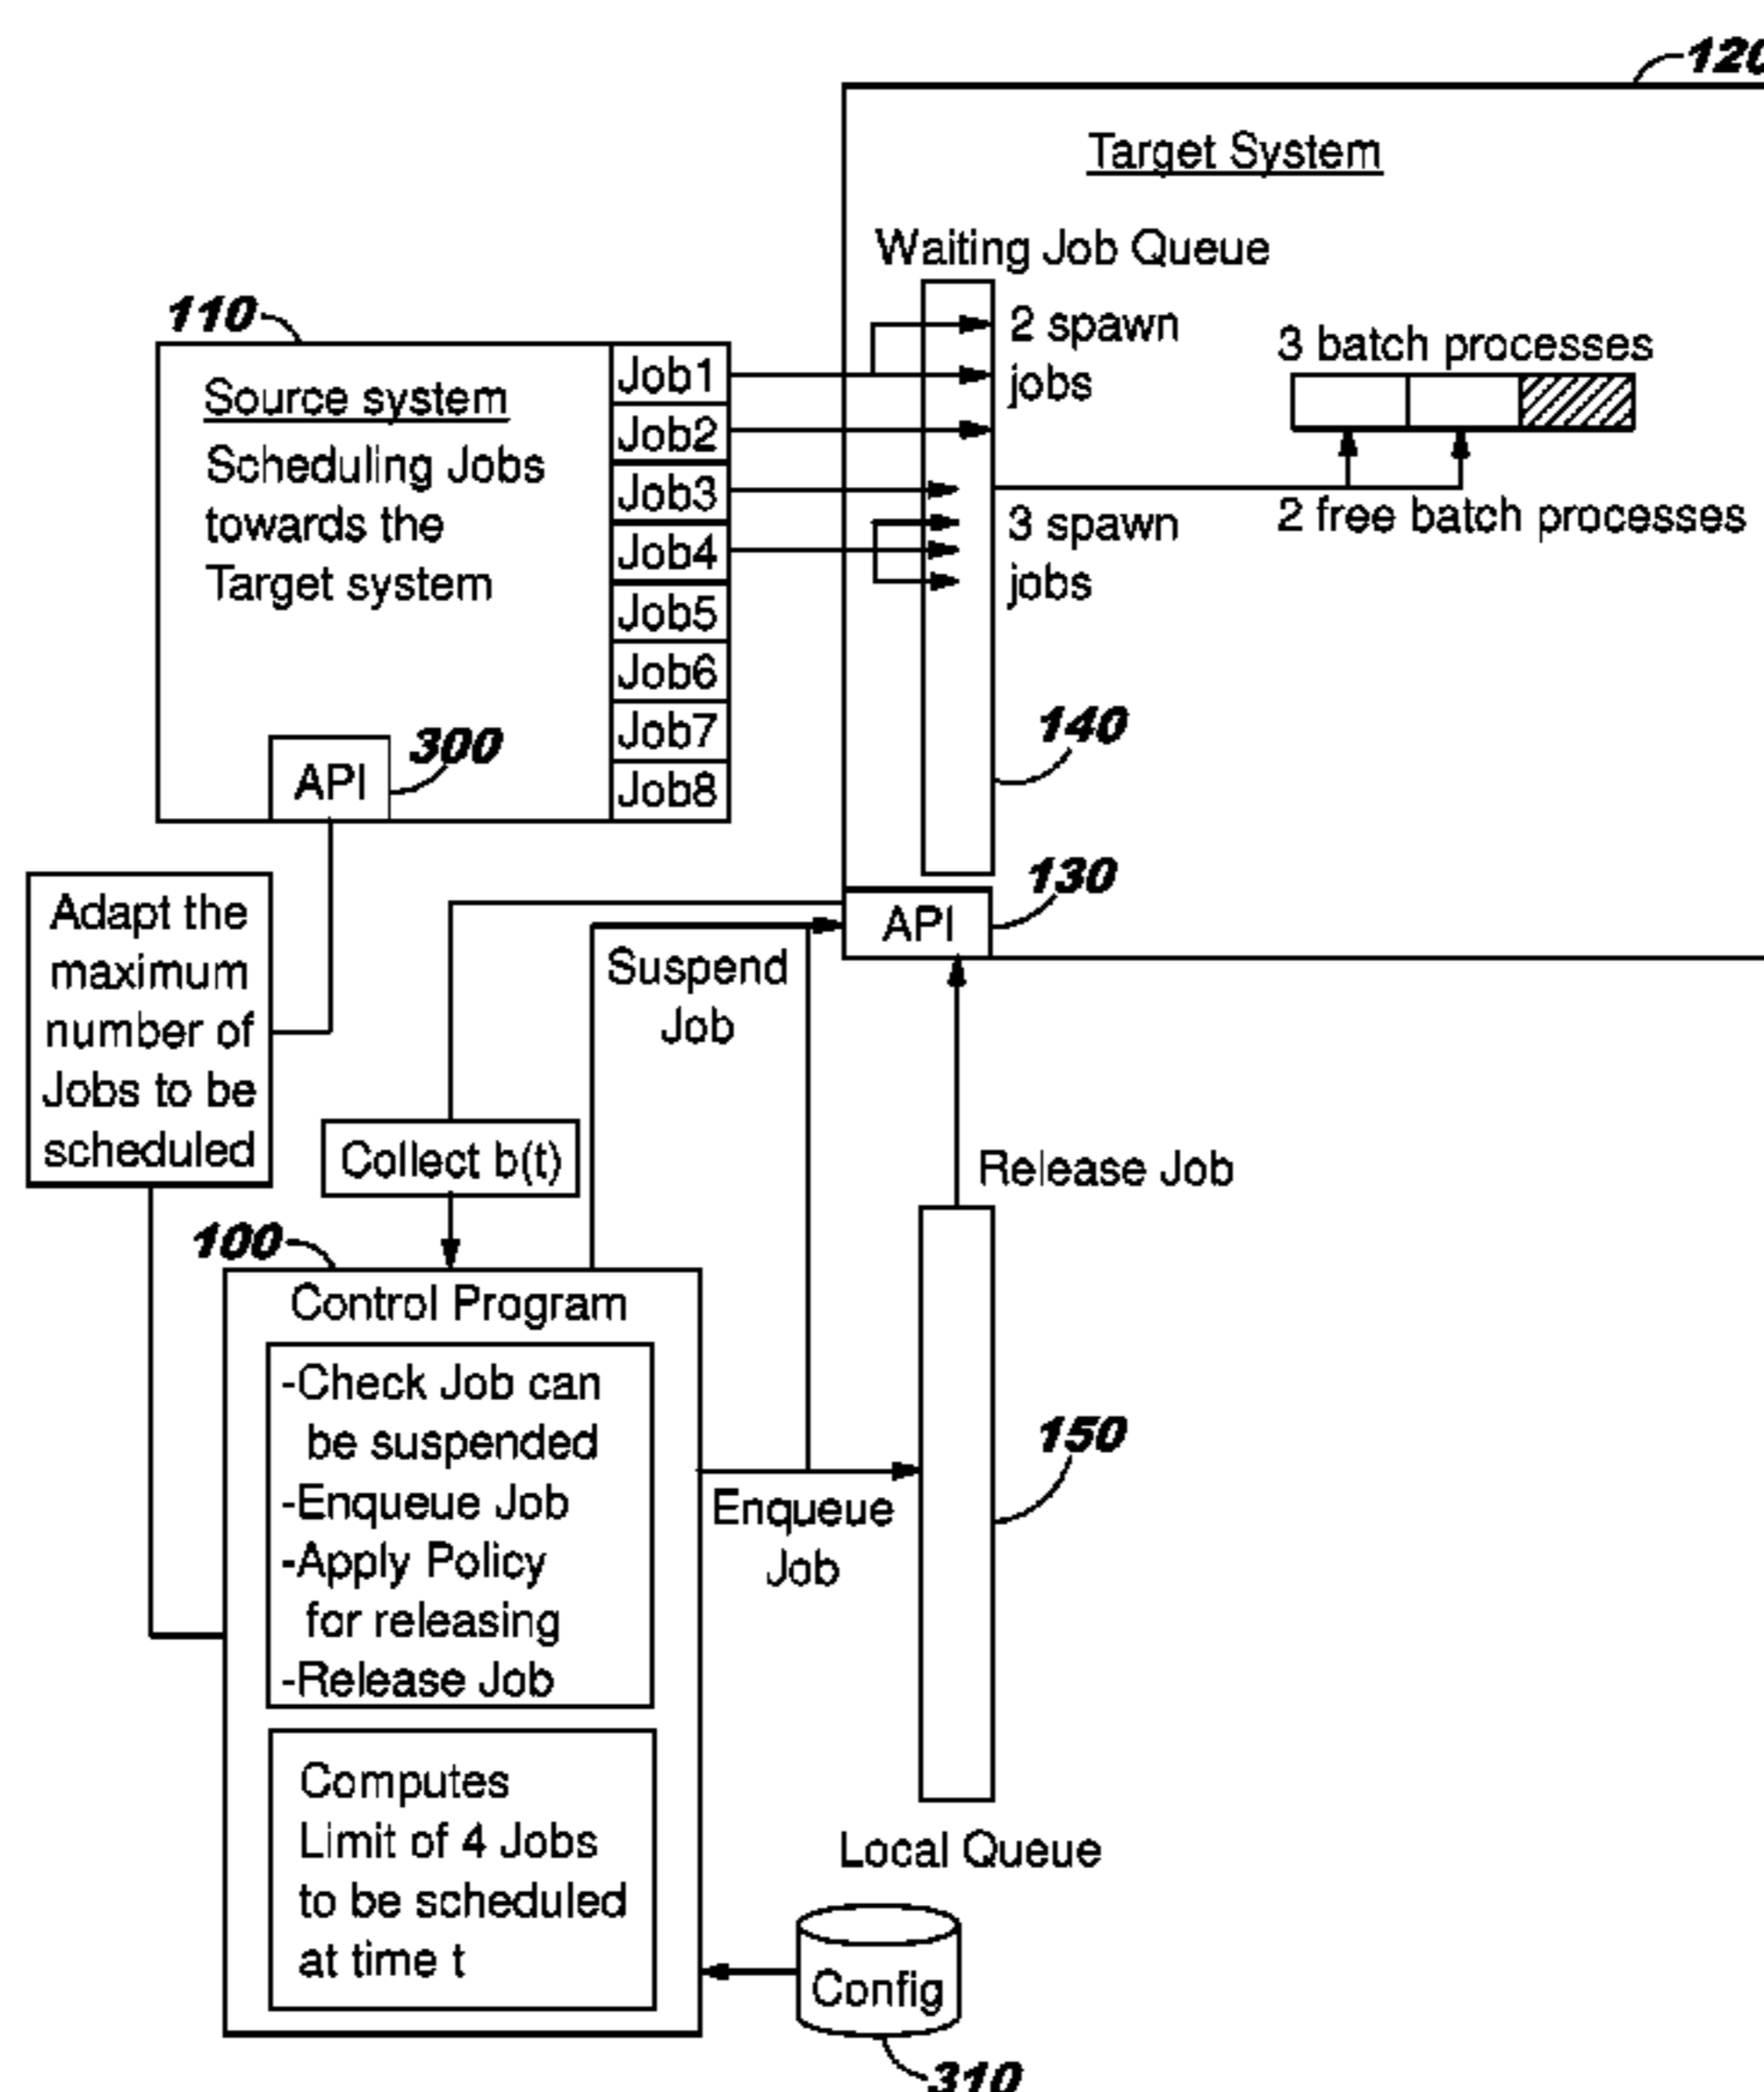 120
Target System
Waiting Job Queue
2 spawn
jobs
3 batch processes
2 free batch processes
3 spawn
jobs
140
130
API
110
Source system
Scheduling Jobs
towards the
Target system
Job1
Job2
Job3
Job4
Job5
Job6
Job7
Job8
API
300
Adapt the
maximum
number of
Jobs to be
scheduled
Suspend
Job
Collect b(t)
Release Job
100
Control Program
-Check Job can
be suspended
-Enqueue Job
-Apply Policy
for releasing
-Release Job
Enqueue
Job
150
Computes
Limit of 4 Jobs
to be scheduled
at time t
Local Queue
Config
310